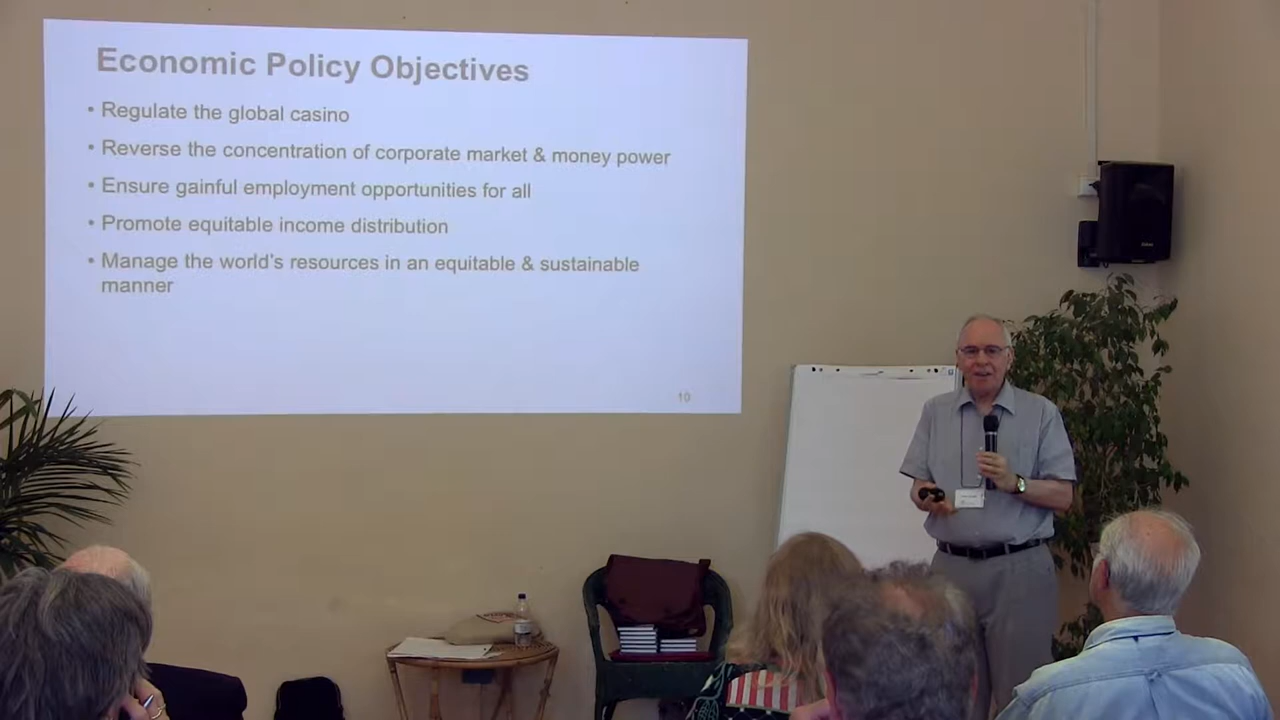 Economic Policy Objectives
• Regulate the global casino
• Reverse the concentration of corporate market & money power
• Ensure gainful employment opportunities for all
• Promote equitable income distribution
• Manage the world's resources in an equitable & sustainable
manner
10